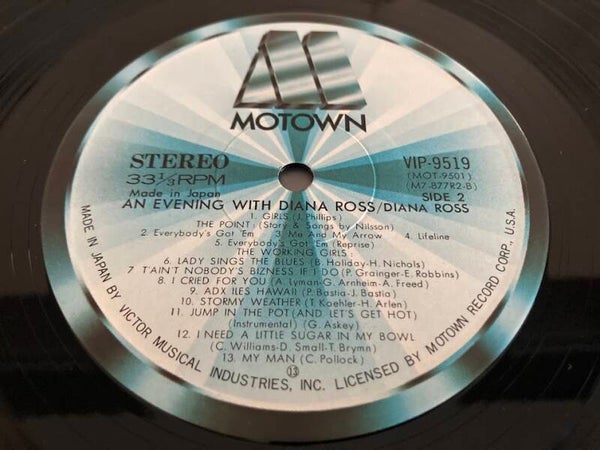 MOTOWN
STEREO
33⅓RPM
Made in Japan
VIP-9519
(MOT-9501)
(M7-877R2-B)
SIDE 2
AN EVENING WITH DIANA ROSS/DIANA ROSS
1. GIRLS (J. Phillips)
THE POINT; (Story & Songs by Nilsson)
2. Everybody's Got 'Em 3. Me And My Arrow 4. Lifeline
5. Everybody's Got 'Em (Reprise)
THE WORKING GIRLS:
6. LADY SINGS THE BLUES (B. Holiday-H. Nichols)
7 T'AIN'T NOBODY'S BIZNESS IF I DO (P. Grainger-E. Robbins)
8. I CRIED FOR YOU (A. Lyman-G. Arnheim-A. Freed)
9. ADX ILES HAWAII (P. Bastia-J. Bastia)
10. STORMY WEATHER (T. Koehler-H. Arlen)
11. JUMP IN THE POT (AND LET'S GET HOT)
(Instrumental) (G. Askey)
12. I NEED A LITTLE SUGAR IN MY BOWL
(C. Williams-D. Small-T. Brymn)
13. MY MAN (C. Pollock)
⑬
MADE IN JAPAN BY VICTOR MUSICAL INDUSTRIES, INC. LICENSED BY MOTOWN RECORD CORP., U.S.A.